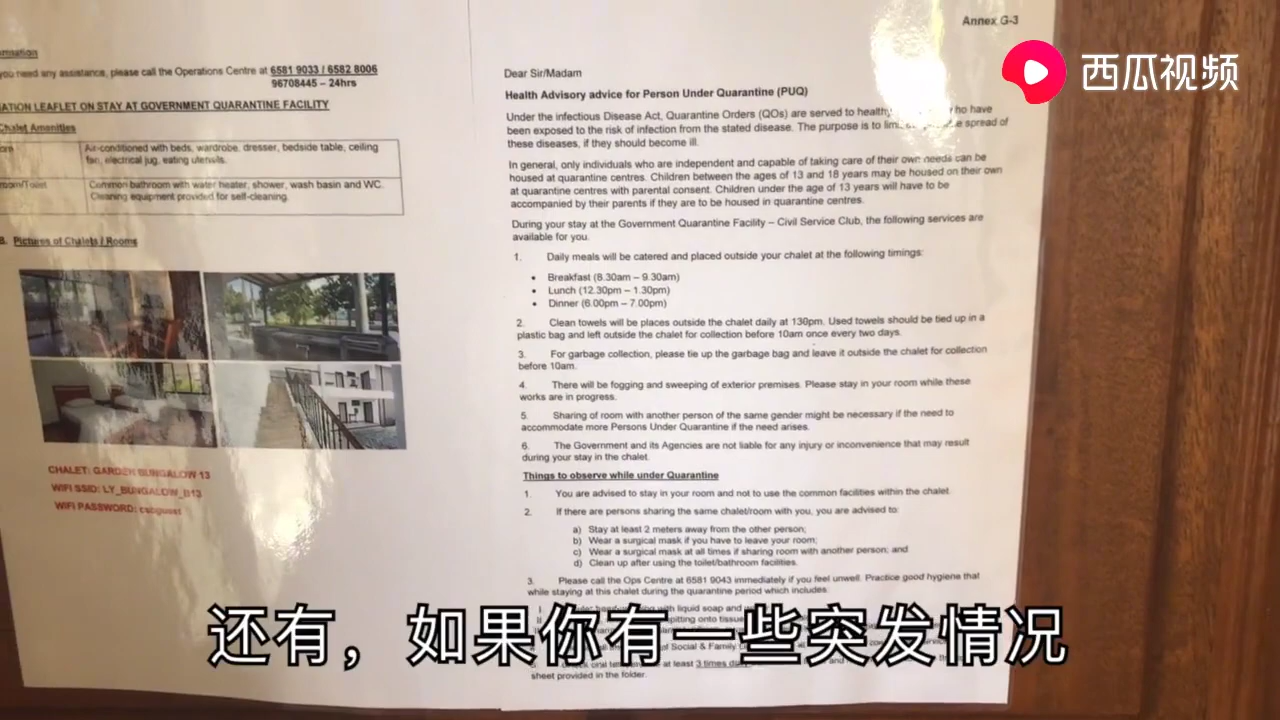 Annex G-3
西瓜视频
you need any assistance, please call the Operations Centre at 6581 9033 / 6582 8006
96708445 – 24hrs
LEAFLET ON STAY AT GOVERNMENT QUARANTINE FACILITY
Chalet Amenities
Air-conditioned with beds, wardrobe, dresser, bedside table, ceiling
fan, electrical jug, eating utensils.
Common bathroom with water heater, shower, wash basin and WC.
Cleaning equipment provided for self-cleaning.
B. Pictures of Chalets / Rooms
CHALET: GARDEN BUNGALOW 13
WIFI SSID: LY_BUNGALOW_B13
WIFI PASSWORD:
Dear Sir/Madam
Health Advisory advice for Person Under Quarantine (PUQ)
Under the infectious Disease Act, Quarantine Orders (QOs) are served to have
been exposed to the risk of infection from the stated disease. The purpose is to spread of
these diseases, if they should become ill.
In general, only individuals who are independent and capable of taking care of their own needs can be
housed at quarantine centres. Children between the ages of 13 and 18 years may be housed on their own
at quarantine centres with parental consent. Children under the age of 13 years will have to be
accompanied by their parents if they are to be housed in quarantine centres.
During your stay at the Government Quarantine Facility – Civil Service Club, the following services are
available for you.
1. Daily meals will be catered and placed outside your chalet at the following timings:
• Breakfast (8.30am – 9.30am)
• Lunch (12.30pm – 1.30pm)
• Dinner (6.00pm – 7.00pm)
2. Clean towels will be places outside the chalet daily at 130pm. Used towels should be tied up in a
plastic bag and left outside the chalet for collection before 10am once every two days.
3. For garbage collection, please tie up the garbage bag and leave it outside the chalet for collection
before 10am.
4. There will be fogging and sweeping of exterior premises. Please stay in your room while these
works are in progress.
5. Sharing of room with another person of the same gender might be necessary if the need to
accommodate more Persons Under Quarantine if the need arises.
6. The Government and its Agencies are not liable for any injury or inconvenience that may result
during your stay in the chalet.
Things to observe while under Quarantine
1. You are advised to stay in your room and not to use the common facilities within the chalet.
2. If there are persons sharing the same chalet/room with you, you are advised to:
a) Stay at least 2 meters away from the other person;
b) Wear a surgical mask if you have to leave your room;
c) Wear a surgical mask at all times if sharing room with another person; and
d) Clean up after using the toilet/bathroom facilities.
3. Please call the Ops Centre at 6581 9043 immediately if you feel unwell. Practice good hygiene that
while staying at this chalet during the quarantine period which includes:
with liquid soap and
spitting onto
of Social & Family
at least 3 times
sheet provided in the folder.
还有，如果你有一些突发情况